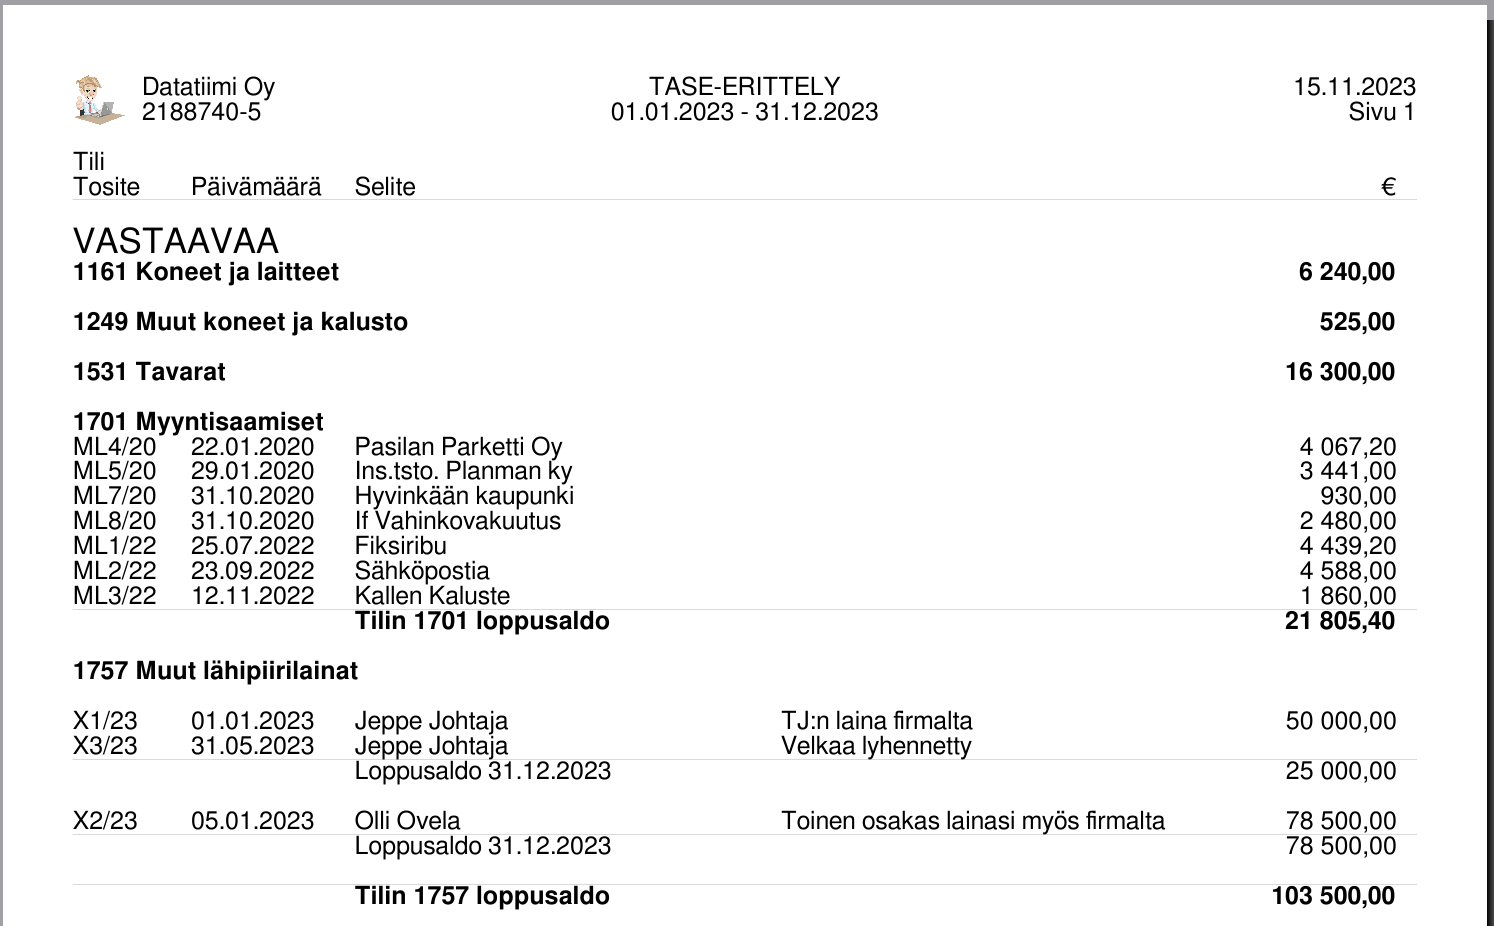 Datatiimi Oy TASE-ERITTELY 15.11.2023
2188740-5 01.01.2023 - 31.12.2023 Sivu 1
Tili
Tosite Päivämäärä Selite €
VASTAAVAA
1161 Koneet ja laitteet 6 240,00
1249 Muut koneet ja kalusto 525,00
1531 Tavarat 16 300,00
1701 Myyntisaamiset
ML4/20 22.01.2020 Pasilan Parketti Oy 4 067,20
ML5/20 29.01.2020 Ins.tsto. Planman ky 3 441,00
ML7/20 31.10.2020 Hyvinkään kaupunki 930,00
ML8/20 31.10.2020 If Vahinkovakuutus 2 480,00
ML1/22 25.07.2022 Fiksiribu 4 439,20
ML2/22 23.09.2022 Sähköpostia 4 588,00
ML3/22 12.11.2022 Kallen Kaluste 1 860,00
Tilin 1701 loppusaldo 21 805,40
1757 Muut lähipiirilainat
X1/23 01.01.2023 Jeppe Johtaja TJ:n laina firmalta 50 000,00
X3/23 31.05.2023 Jeppe Johtaja Velkaa lyhennetty
Loppusaldo 31.12.2023 25 000,00
X2/23 05.01.2023 Olli Ovela Toinen osakas lainasi myös firmalta 78 500,00
Loppusaldo 31.12.2023 78 500,00
Tilin 1757 loppusaldo 103 500,00